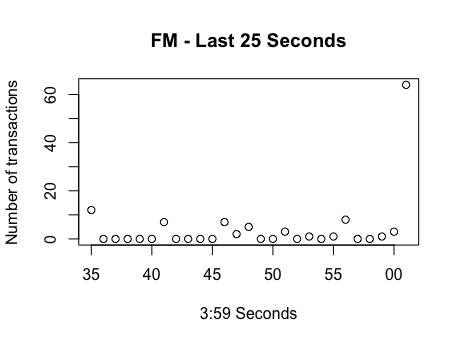 FM - Last 25 Seconds
Number of transactions
60
40
20
0
35 40 45 50 55 00
3:59 Seconds